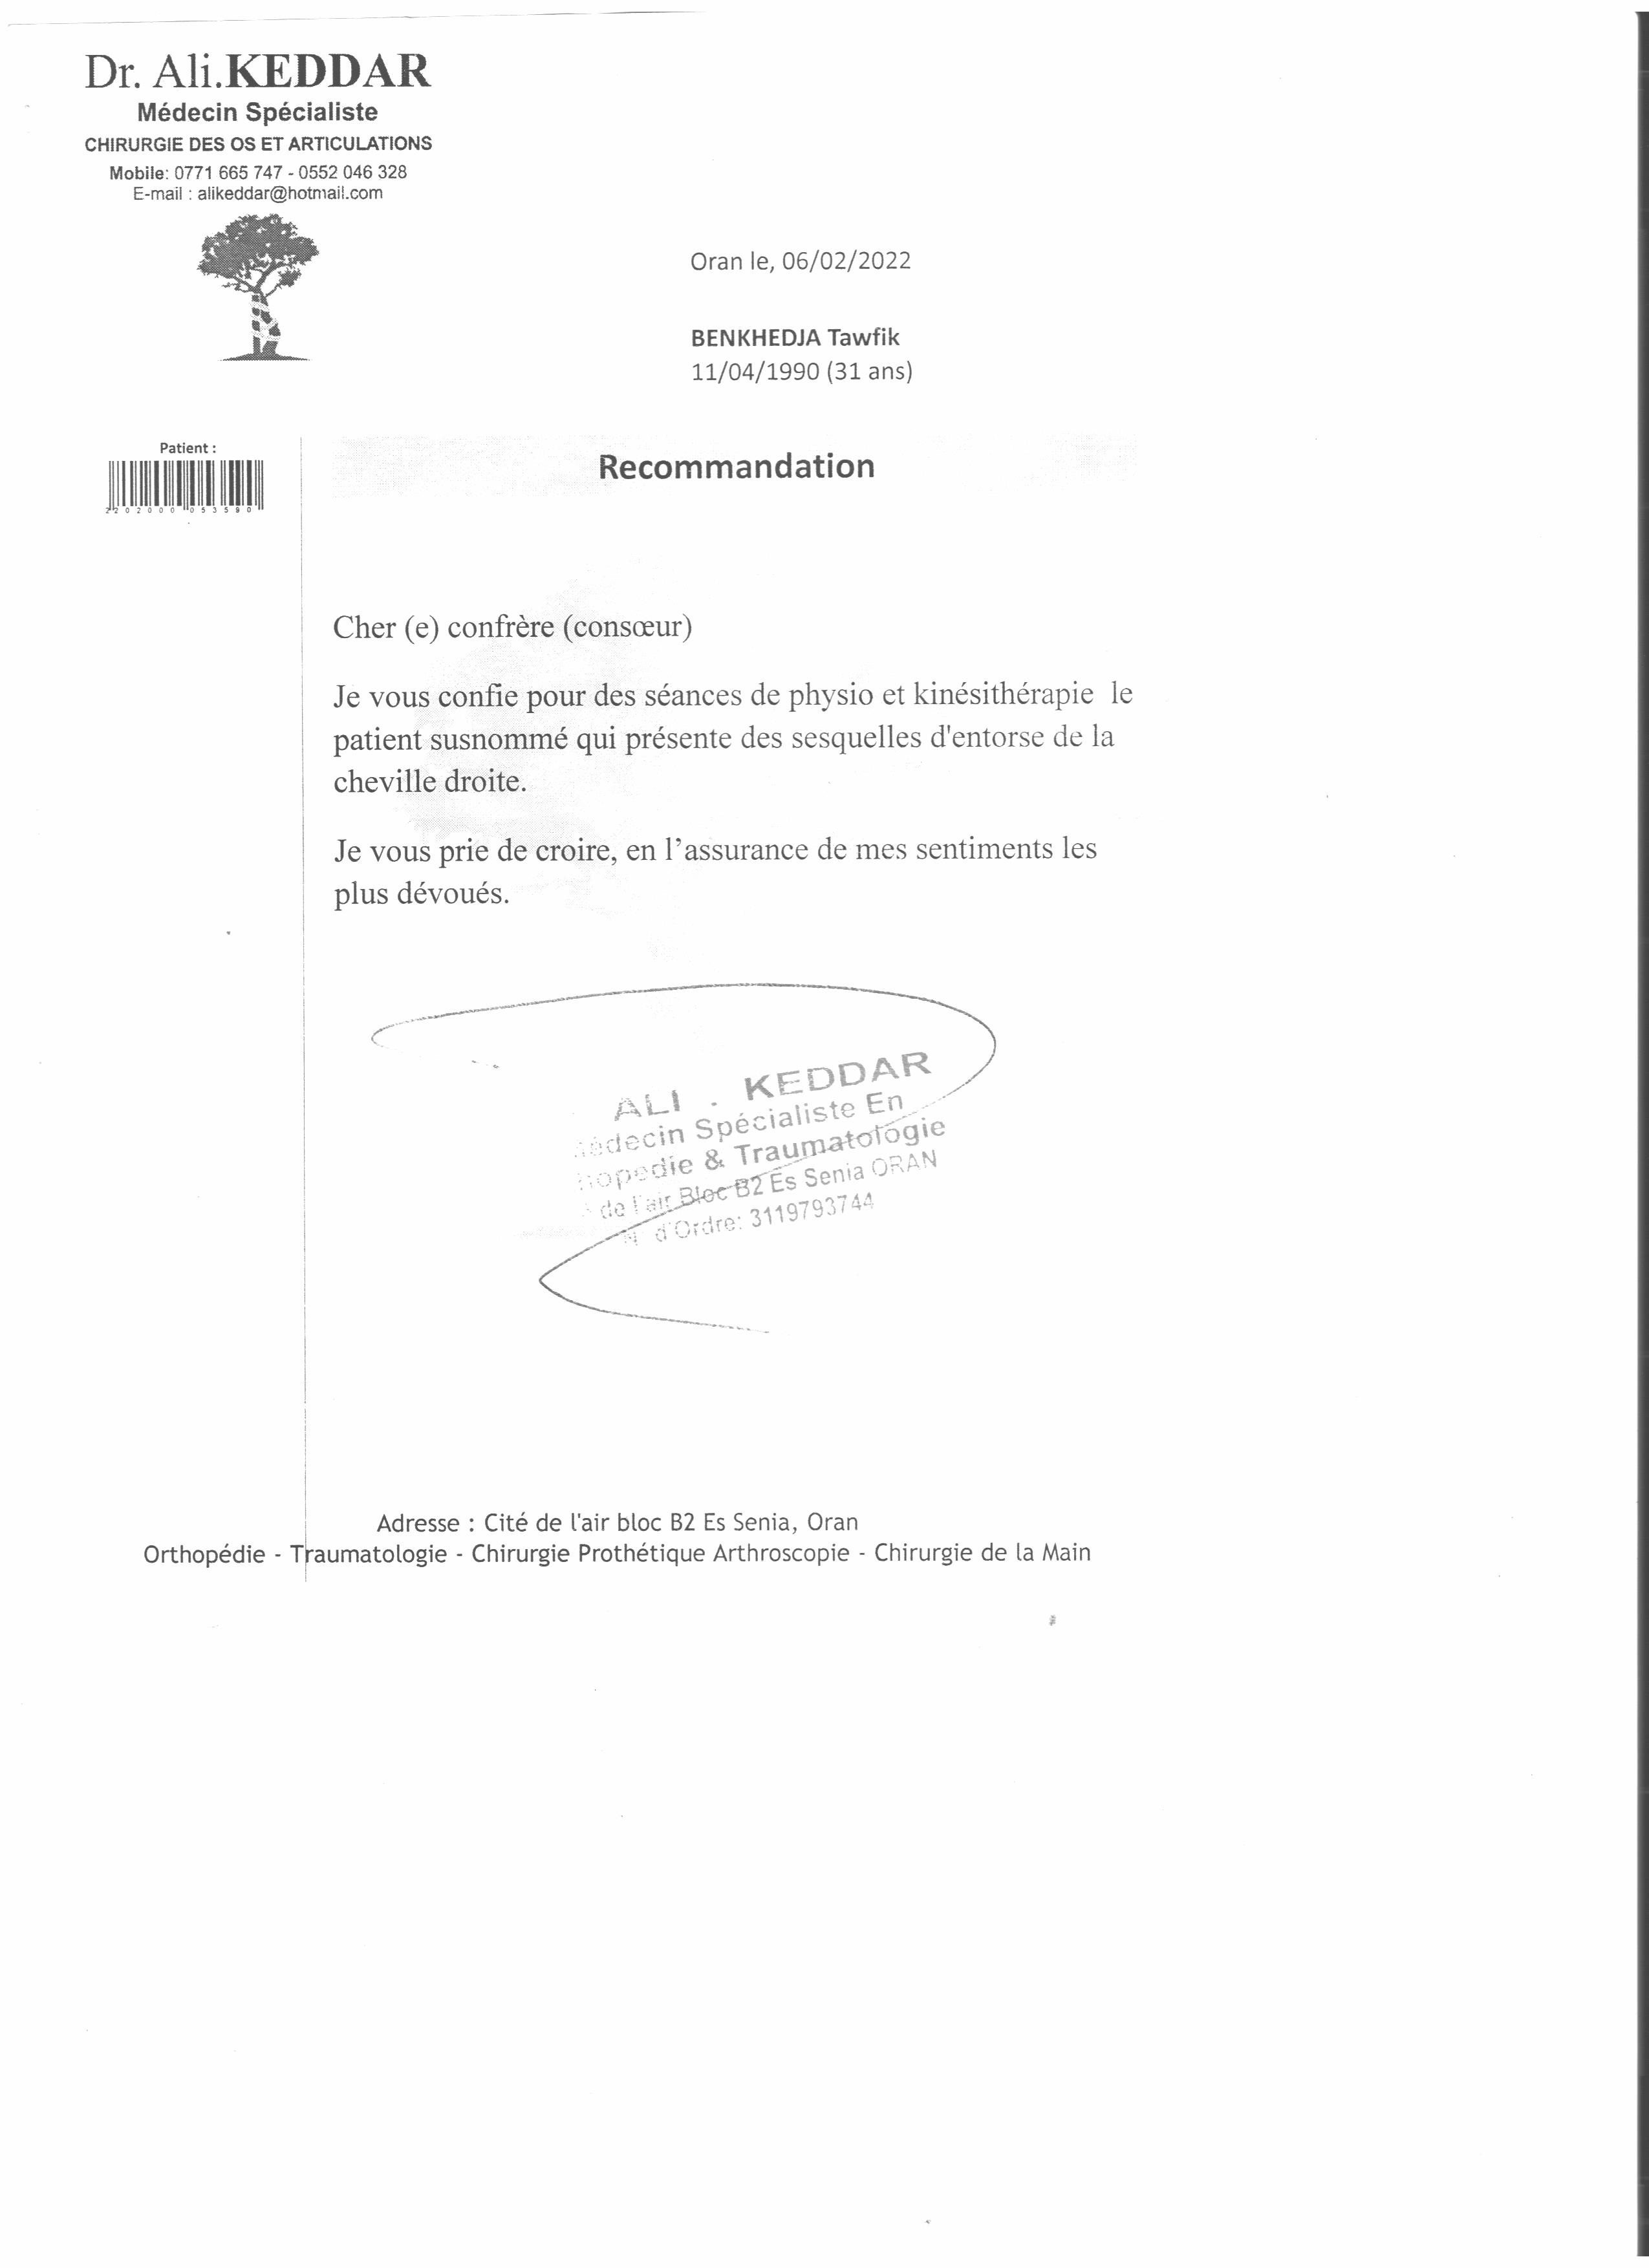 Dr. Ali.KEDDAR
Médecin Spécialiste
CHIRURGIE DES OS ET ARTICULATIONS
Mobile: 0771 665 747 - 0552 046 328
E-mail : alikeddar@hotmail.com
Oran le, 06/02/2022
BENKHEDJA Tawfik
11/04/1990 (31 ans)
Patient :
2202000053590
Recommandation
Cher (e) confrère (consœur)
Je vous confie pour des séances de physio et kinésithérapie le
patient susnommé qui présente des sesquelles d'entorse de la
cheville droite.
Je vous prie de croire, en l’assurance de mes sentiments les
plus dévoués.
ALI . KEDDAR
Spécialiste En
& Traumatologie
de l'air Bloc B2 Es Senia ORAN
N° d'Ordre: 3119793744
Adresse : Cité de l'air bloc B2 Es Senia, Oran
Orthopédie - Traumatologie - Chirurgie Prothétique Arthroscopie - Chirurgie de la Main